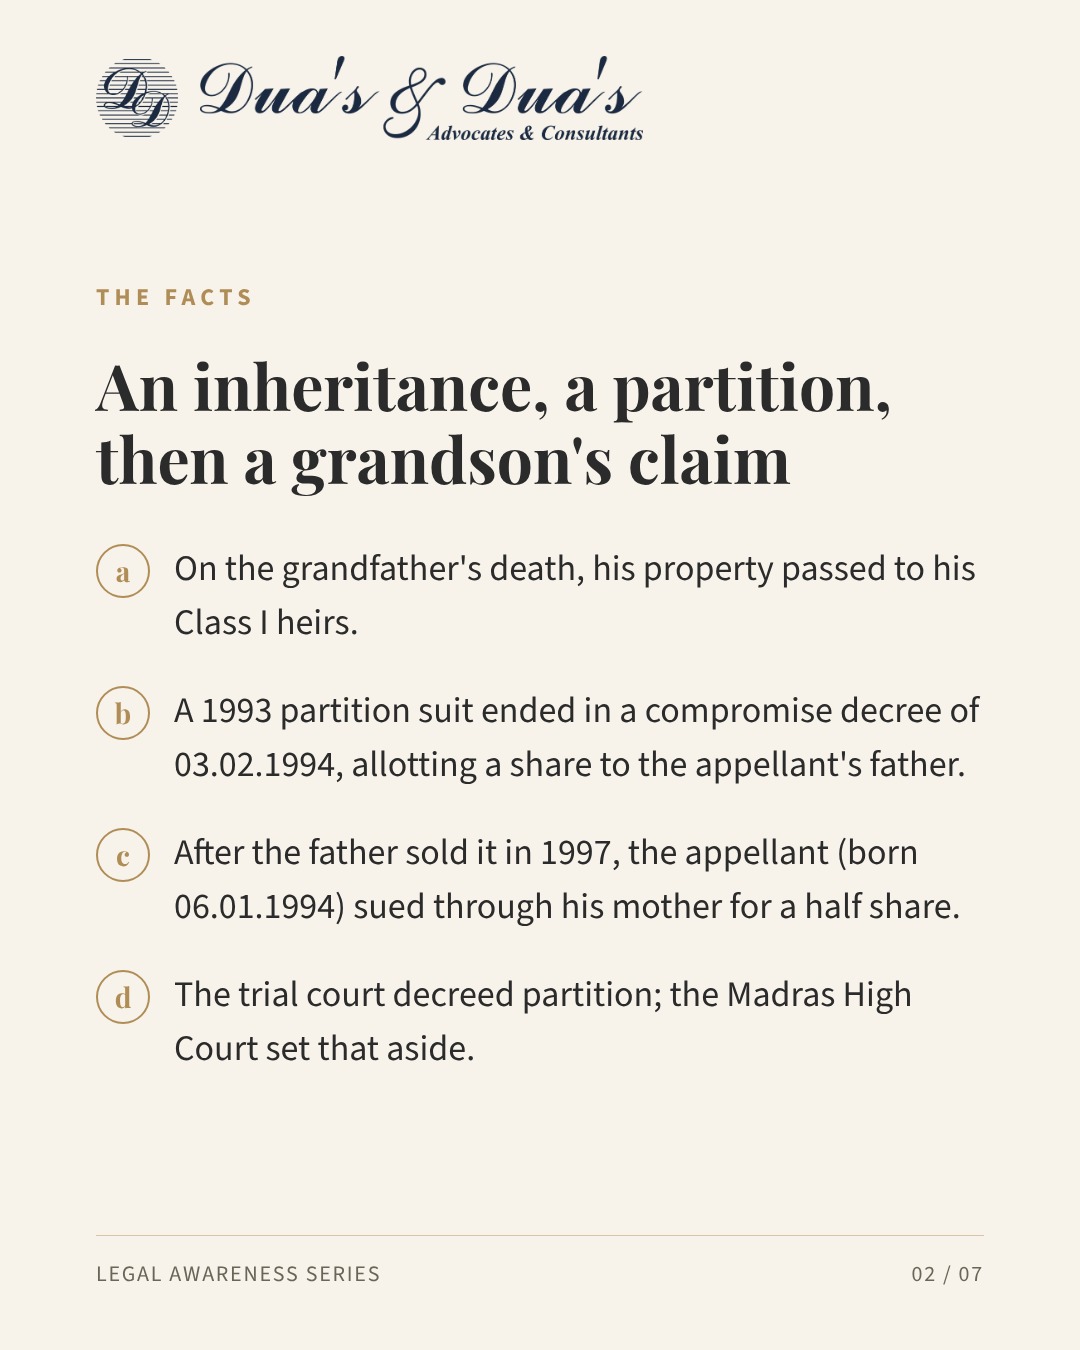 DD Dua's & Dua's
Advocates & Consultants
THE FACTS
An inheritance, a partition,
then a grandson's claim
a On the grandfather's death, his property passed to his
Class I heirs.
b A 1993 partition suit ended in a compromise decree of
03.02.1994, allotting a share to the appellant's father.
c After the father sold it in 1997, the appellant (born
06.01.1994) sued through his mother for a half share.
d The trial court decreed partition; the Madras High
Court set that aside.
LEGAL AWARENESS SERIES 02 / 07